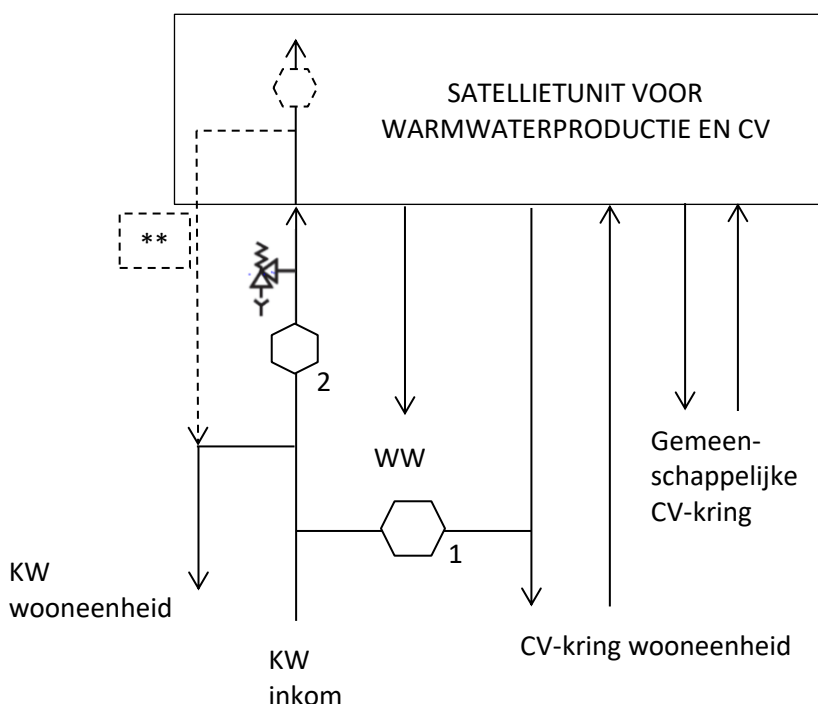 SATELLIETUNIT VOOR
WARMWATERPRODUCTIE EN CV
**
2
WW
Gemeen-
schappelijke
CV-kring
1
KW
wooneenheid
CV-kring wooneenheid
KW
inkom